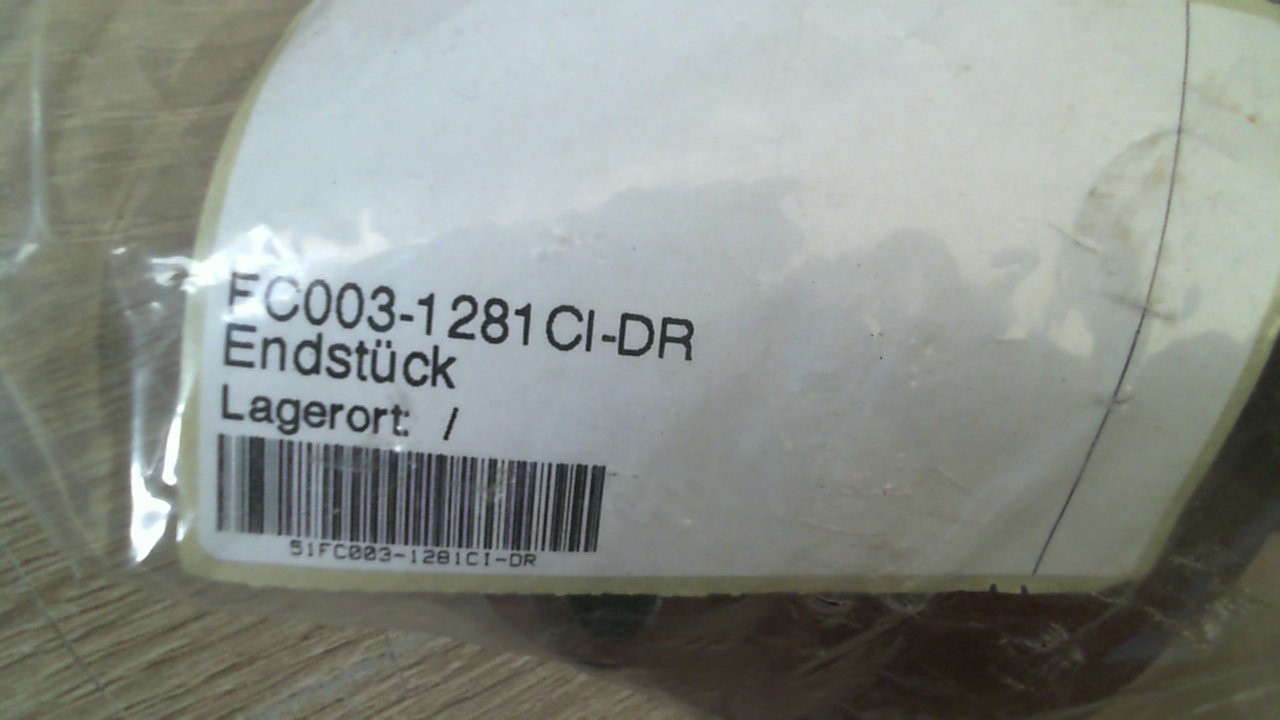 FC003-1281CI-DR
Endstück
Lagerort: /
51FC003-1281CI-DR